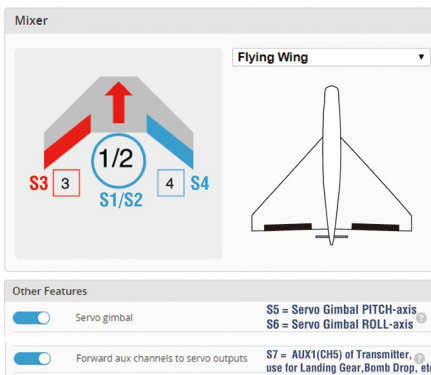 Mixer
Flying Wing
1/2
S3 3
4 S4
S1/S2
Other Features
Servo gimbal
S5 = Servo Gimbal PITCH-axis
S6 = Servo Gimbal ROLL-axis
Forward aux channels to servo outputs
S7 = AUX1(CH5) of Transmitter,
use for Landing Gear,Bomb Drop, etc